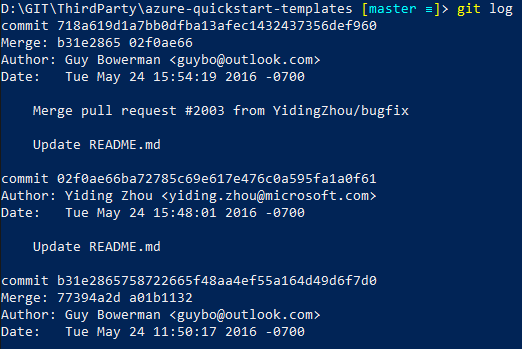 D:\GIT\ThirdParty\azure-quickstart-templates [master ≡]> git log
commit 718a619d1a7bb0dfba13afec1432437356def960
Merge: b31e2865 02f0ae66
Author: Guy Bowerman <guybo@outlook.com>
Date:   Tue May 24 15:54:19 2016 -0700
Merge pull request #2003 from YidingZhou/bugfix
Update README.md
commit 02f0ae66ba72785c69e617e476c0a595fa1a0f61
Author: Yiding Zhou <yiding.zhou@microsoft.com>
Date:   Tue May 24 15:48:01 2016 -0700
Update README.md
commit b31e2865758722665f48aa4ef55a164d49d6f7d0
Merge: 77394a2d a01b1132
Author: Guy Bowerman <guybo@outlook.com>
Date:   Tue May 24 11:50:17 2016 -0700